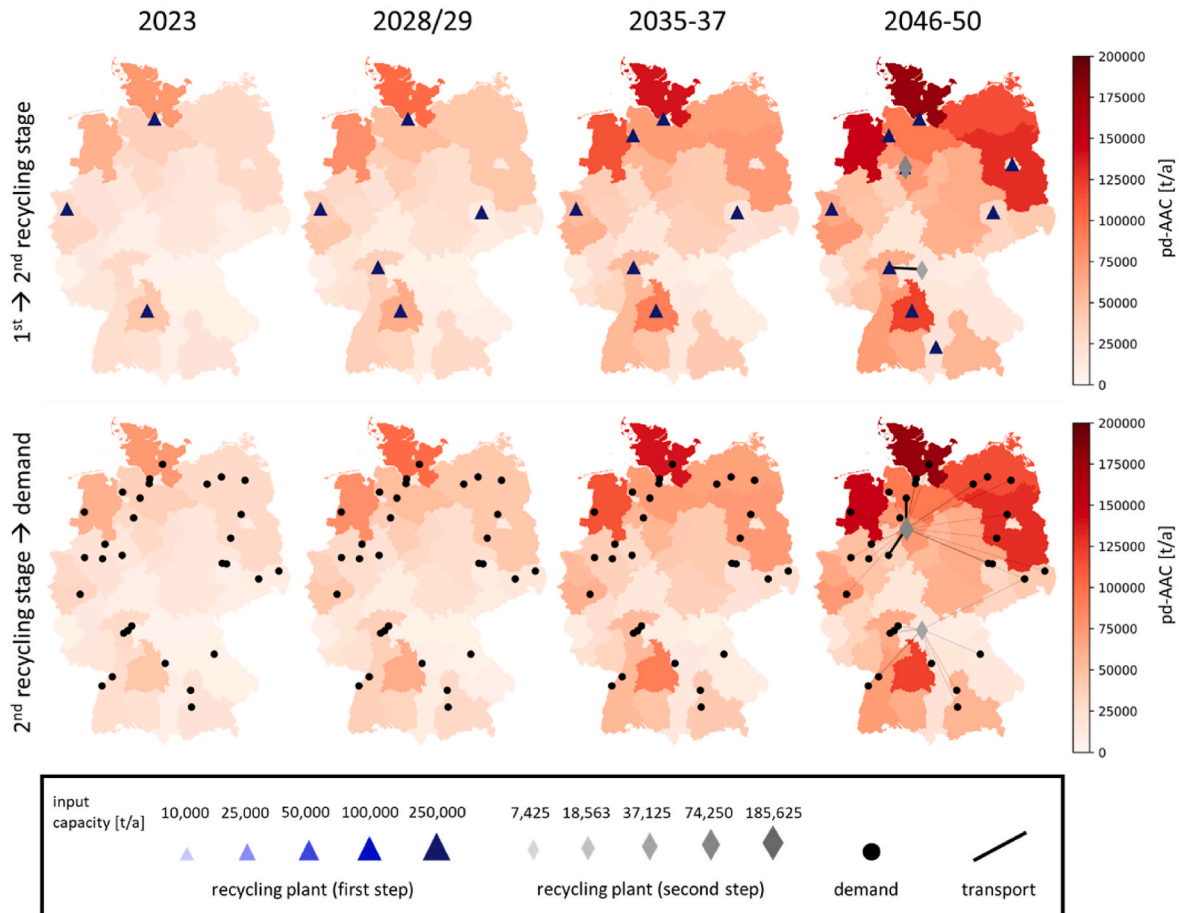 2023 2028/29 2035-37 2046-50
1st → 2nd recycling stage
200000
175000
150000
125000
100000
75000
50000
25000
0
pd-AAC [t/a]
2nd recycling stage → demand
200000
175000
150000
125000
100000
75000
50000
25000
0
pd-AAC [t/a]
input
capacity [t/a]
10,000 25,000 50,000 100,000 250,000
7,425 18,563 37,125 74,250 185,625
recycling plant (first step) recycling plant (second step) demand transport